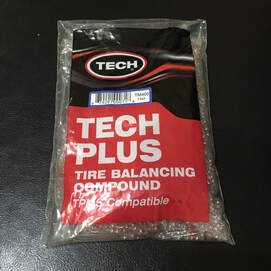 TECH
TECH
PLUS
TIRE BALANCING
COMPOUND
TPMS Compatible